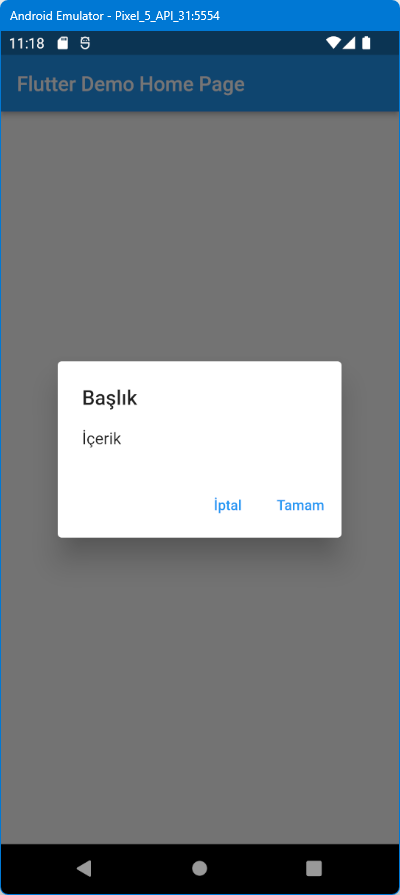 Android Emulator - Pixel_5_API_31:5554
11:18
Flutter Demo Home Page
Başlık
İçerik
İptal Tamam